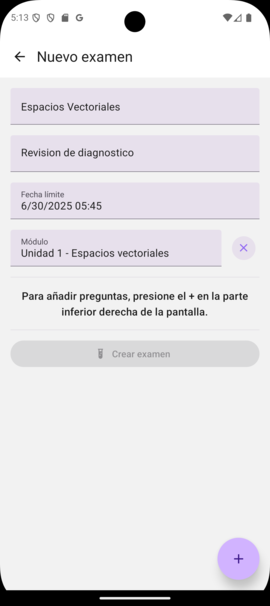 5:13
Nuevo examen
Espacios Vectoriales
Revision de diagnostico
Fecha límite
6/30/2025 05:45
Módulo
Unidad 1 - Espacios vectoriales
Para añadir preguntas, presione el + en la parte
inferior derecha de la pantalla.
Crear examen
+